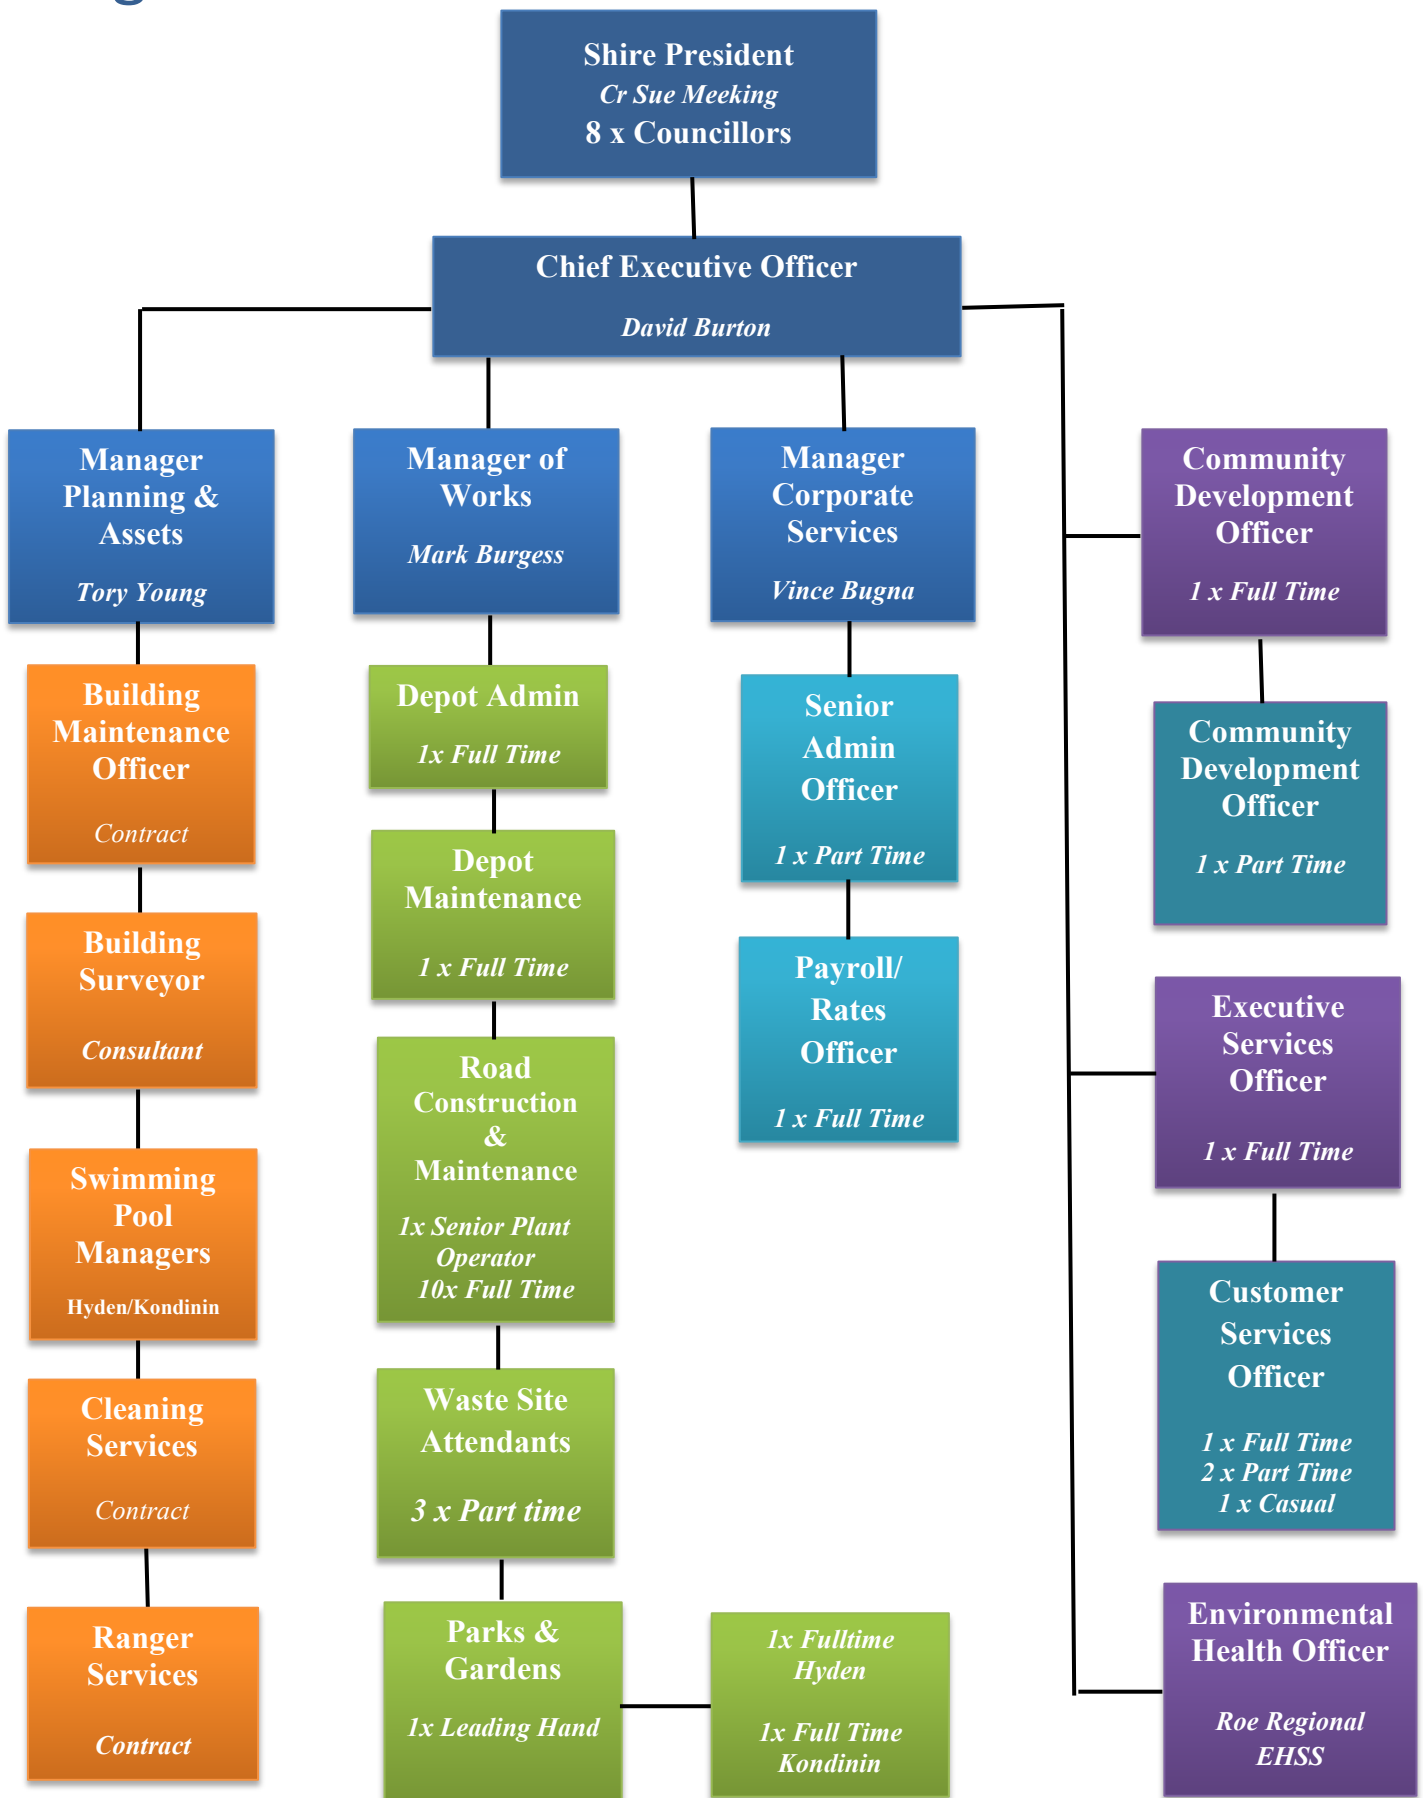 Shire President
Cr Sue Meeking
8 x Councillors
Chief Executive Officer
David Burton
Manager
Planning &
Assets
Tory Young
Manager of
Works
Mark Burgess
Manager
Corporate
Services
Vince Bugna
Community
Development
Officer
1 x Full Time
Building
Maintenance
Officer
Contract
Building
Surveyor
Consultant
Swimming
Pool
Managers
Hyden/Kondinin
Cleaning
Services
Contract
Ranger
Services
Contract
Depot Admin
1x Full Time
Depot
Maintenance
1 x Full Time
Road
Construction
&
Maintenance
1x Senior Plant
Operator
10x Full Time
Waste Site
Attendants
3 x Part time
Parks &
Gardens
1x Leading Hand
1x Fulltime
Hyden
1x Full Time
Kondinin
Senior
Admin
Officer
1 x Part Time
Payroll/
Rates
Officer
1 x Full Time
Community
Development
Officer
1 x Part Time
Executive
Services
Officer
1 x Full Time
Customer
Services
Officer
1 x Full Time
2 x Part Time
1 x Casual
Environmental
Health Officer
Roe Regional
EHSS